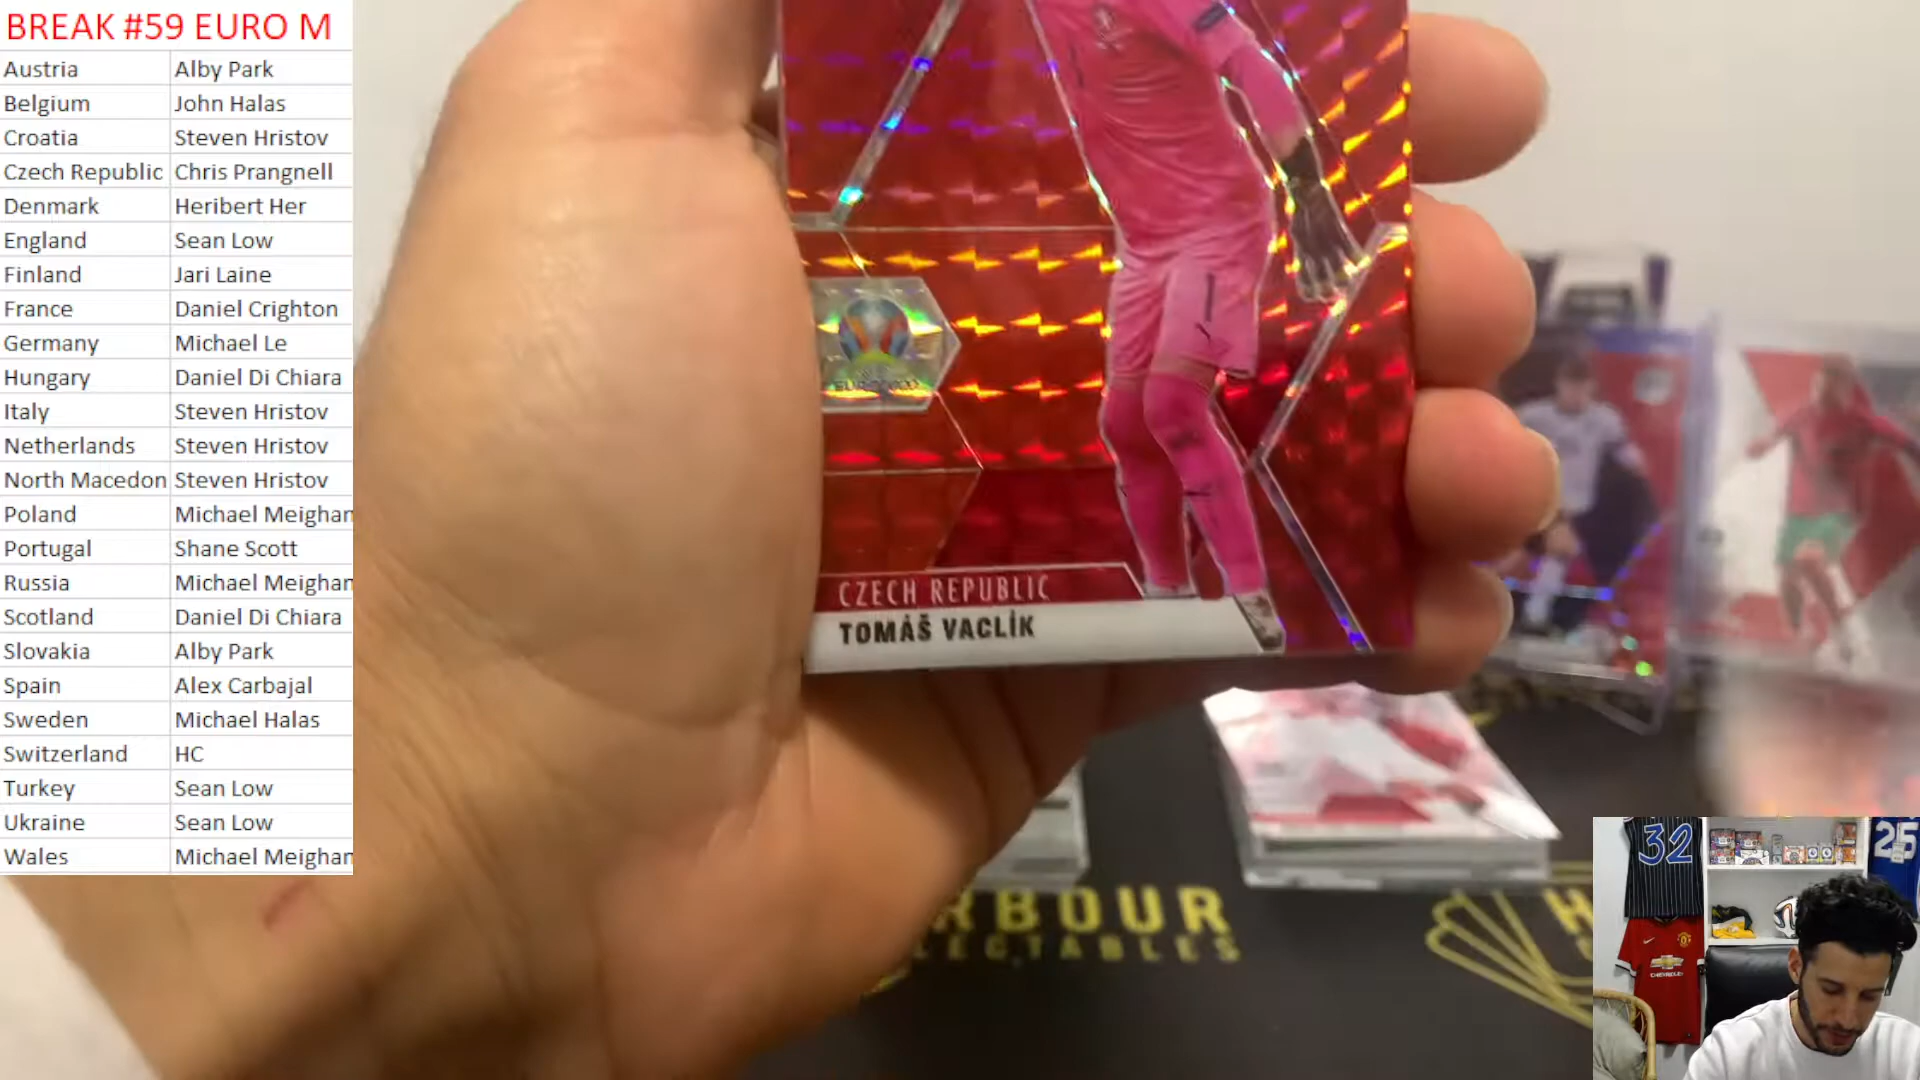 BREAK #59 EURO M
Austria Alby Park
Belgium John Halas
Croatia Steven Hristov
Czech Republic Chris Prangnell
Denmark Heribert Her
England Sean Low
Finland Jari Laine
France Daniel Crighton
Germany Michael Le
Hungary Daniel Di Chiara
Italy Steven Hristov
Netherlands Steven Hristov
North Macedon Steven Hristov
Poland Michael Meighan
Portugal Shane Scott
Russia Michael Meighan
Scotland Daniel Di Chiara
Slovakia Alby Park
Spain Alex Carbajal
Sweden Michael Halas
Switzerland HC
Turkey Sean Low
Ukraine Sean Low
Wales Michael Meighan
1
CZECH REPUBLIC
TOMÁŠ VACLÍK
RBOUR
LECTABLES
H
32
25
CHEVROLET